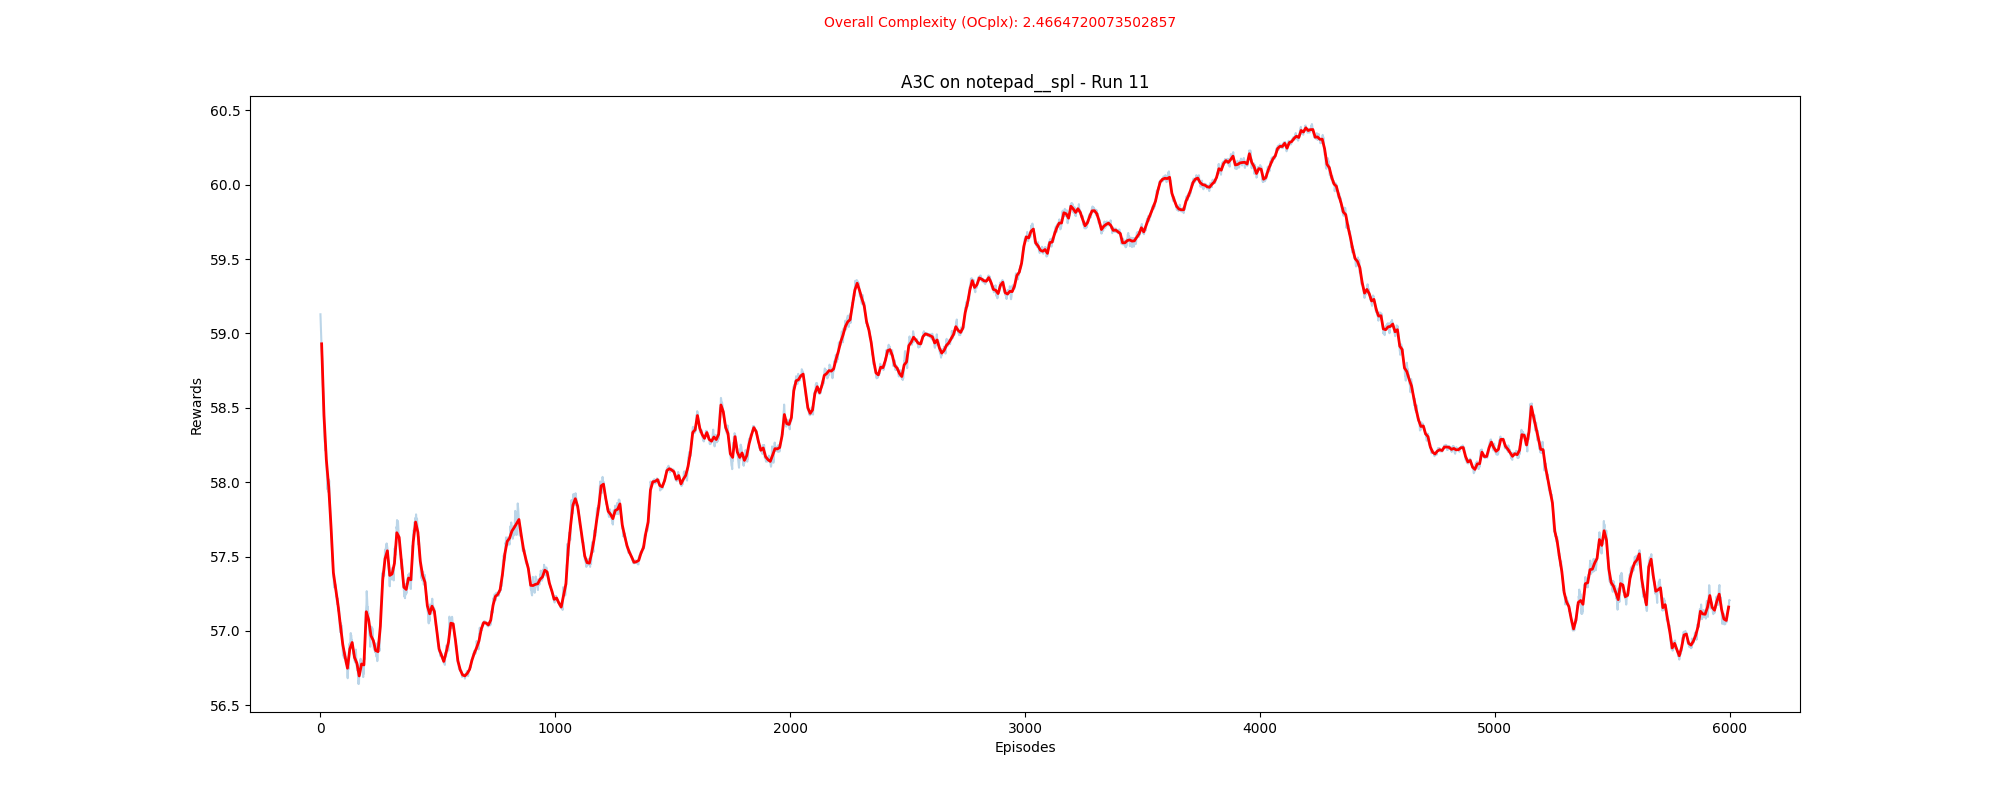 Overall Complexity (OCplx): 2.4664720073502857
A3C on notepad__spl - Run 11
60.5
60.0
59.5
59.0
58.5
58.0
57.5
57.0
56.5
Rewards
0 1000 2000 3000 4000 5000 6000
Episodes